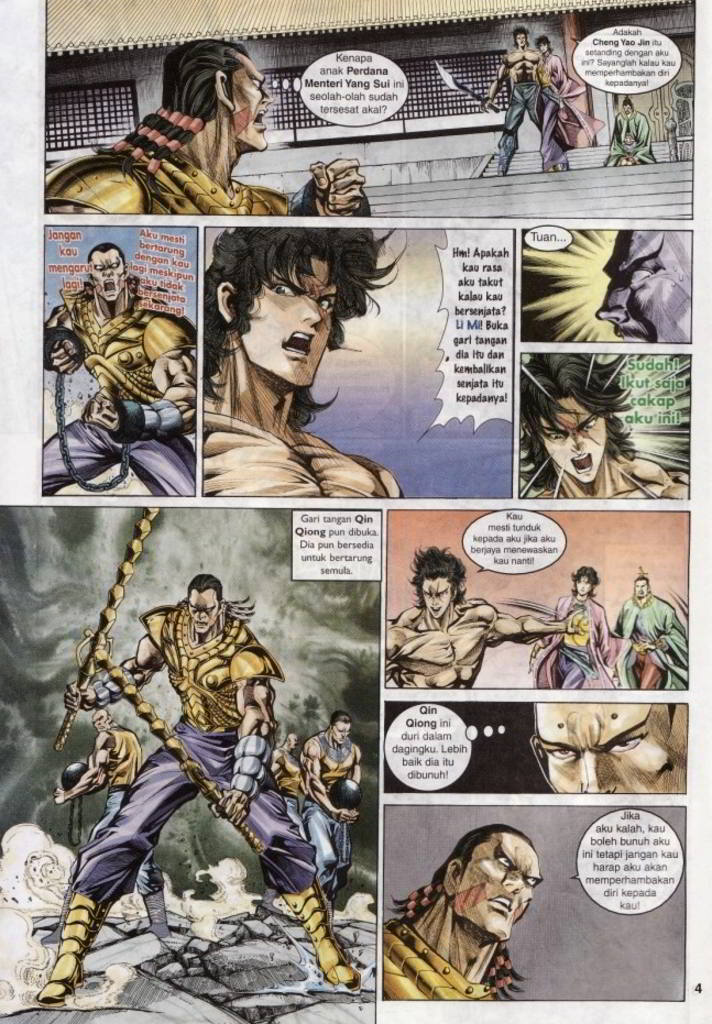 Kenapa
anak Perdana
Menteri Yang Sui ini
seolah-olah sudah
tersesat akal?
Adakah
Cheng Yao Jin itu
setanding dengan aku
ini? Sayanglah kalau dia
memperhambakan diri
kepadanya!
Jangan
kau
mengarut
lagi!
Aku mesti
bertarung
dengan kau
lagi meskipun
aku tidak
bersenjata
sekarang!
Hm! Apakah
kau rasa
aku takut
kalau kau
bersenjata?
Li Mi! Buka
gari tangan
dia itu dan
kembalikan
senjata itu
kepadanya!
Tuan...
Sudah!
Ikut saja
cakap
aku ini!
Gari tangan Qin
Qiong pun dibuka.
Dia pun bersedia
untuk bertarung
semula.
Kau
mesti tunduk
kepada aku jika aku
berjaya menewaskan
kau nanti!
Qin
Qiong ini
duri dalam
dagingku. Lebih
baik dia itu
dibunuh!
Jika
aku kalah, kau
boleh bunuh aku
ini tetapi jangan kau
harap aku akan
memperhambakan
diri kepada
kau!
4